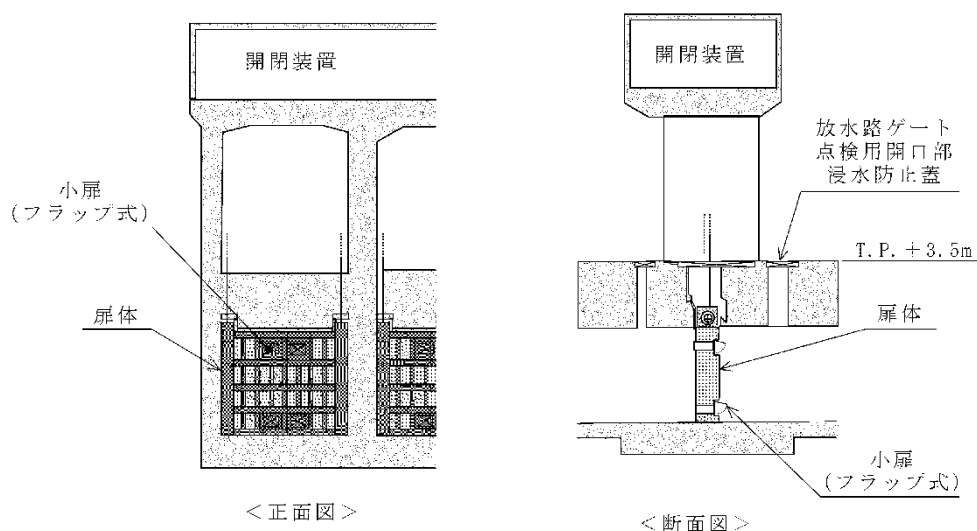 開閉装置
小扉
(フラップ式)
扉体
<正面図>
開閉装置
放水路ゲート
点検用開口部
浸水防止蓋
T.P.+3.5m
扉体
小扉
(フラップ式)
<断面図>